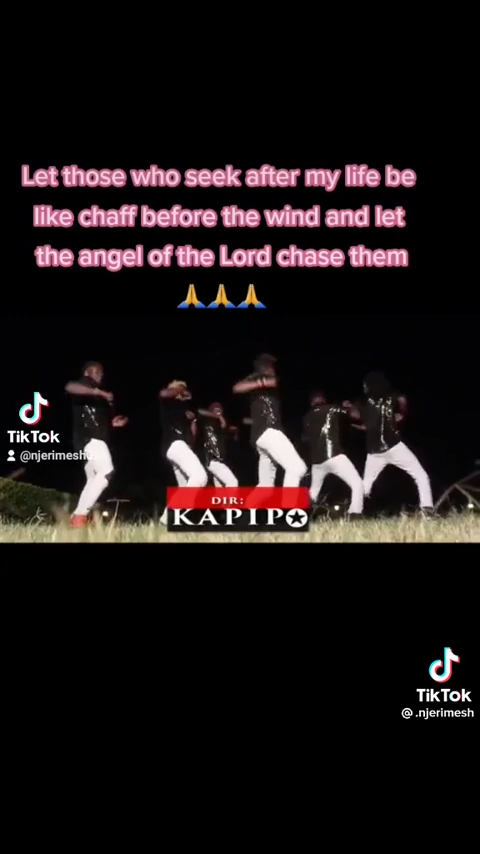 Let those who seek after my life be
like chaff before the wind and let
the angel of the Lord chase them
🙏🙏🙏
TikTok
@njerimesh
DIR:
KAPIPO
TikTok
@.njerimesh